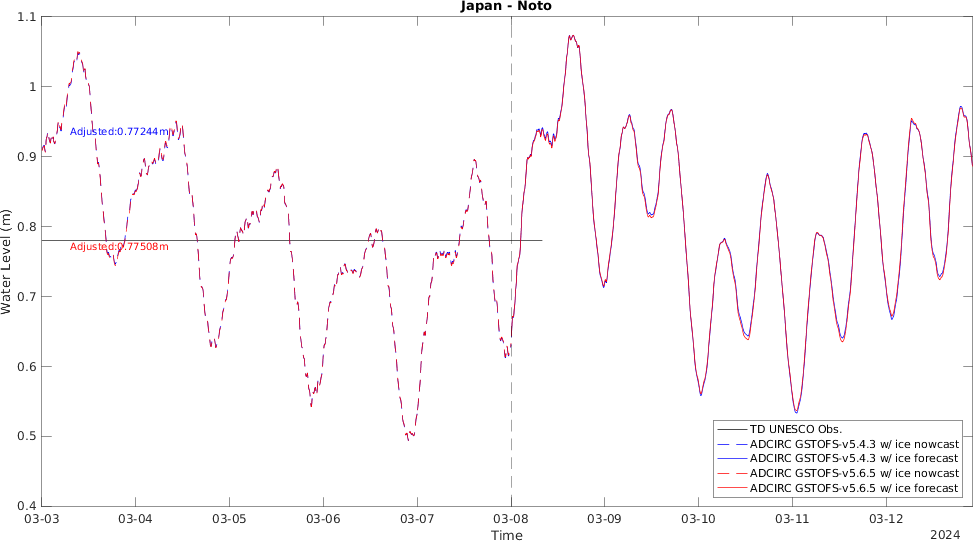 Japan - Noto
1.1
1
0.9
0.8
0.7
0.6
0.5
0.4
Water Level (m)
Adjusted:0.77244m
Adjusted:0.77508m
TD UNESCO Obs.
ADCIRC GSTOFS-v5.4.3 w/ ice nowcast
ADCIRC GSTOFS-v5.4.3 w/ ice forecast
ADCIRC GSTOFS-v5.6.5 w/ ice nowcast
ADCIRC GSTOFS-v5.6.5 w/ ice forecast
03-03 03-04 03-05 03-06 03-07 03-08 03-09 03-10 03-11 03-12
Time
2024